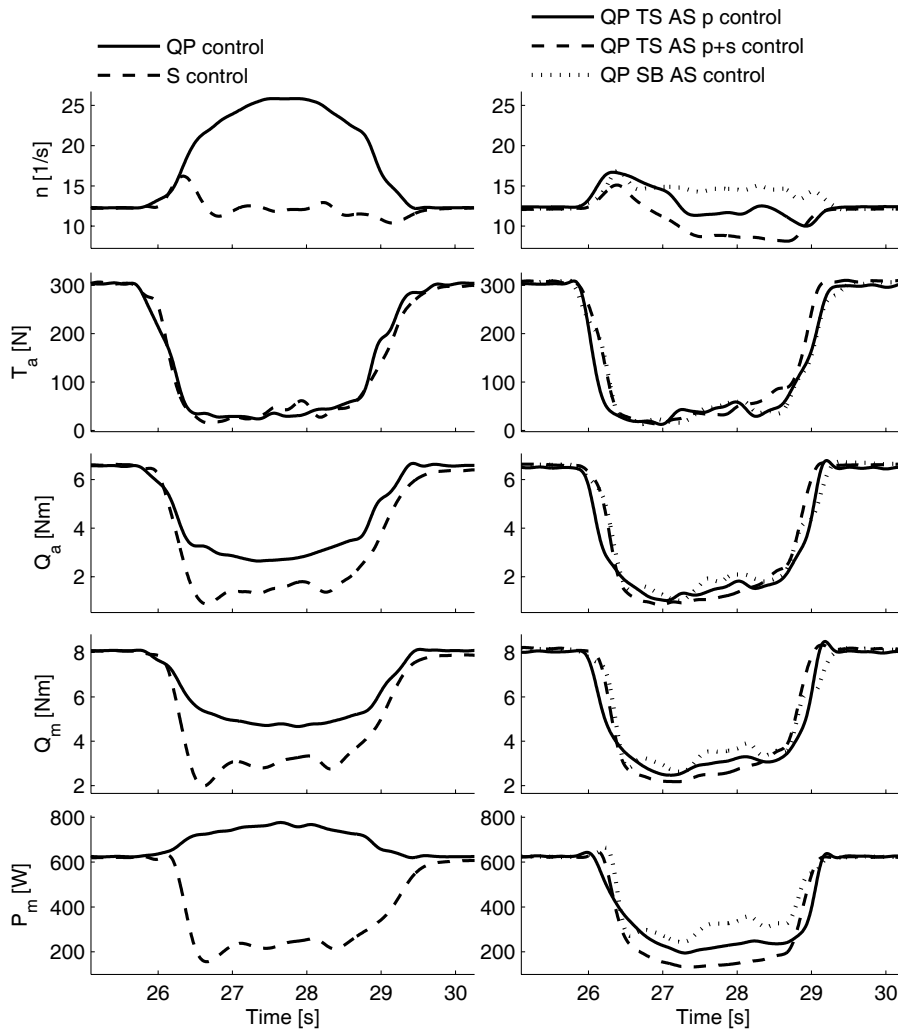 QP control
S control
QP TS AS p control
QP TS AS p+s control
QP SB AS control
n [1/s]
25
20
15
10
25
20
15
10
T_a [N]
300
200
100
0
300
200
100
0
Q_a [Nm]
6
4
2
6
4
2
Q_m [Nm]
8
6
4
2
8
6
4
2
P_m [W]
800
600
400
200
800
600
400
200
26 27 28 29 30
26 27 28 29 30
Time [s]
Time [s]